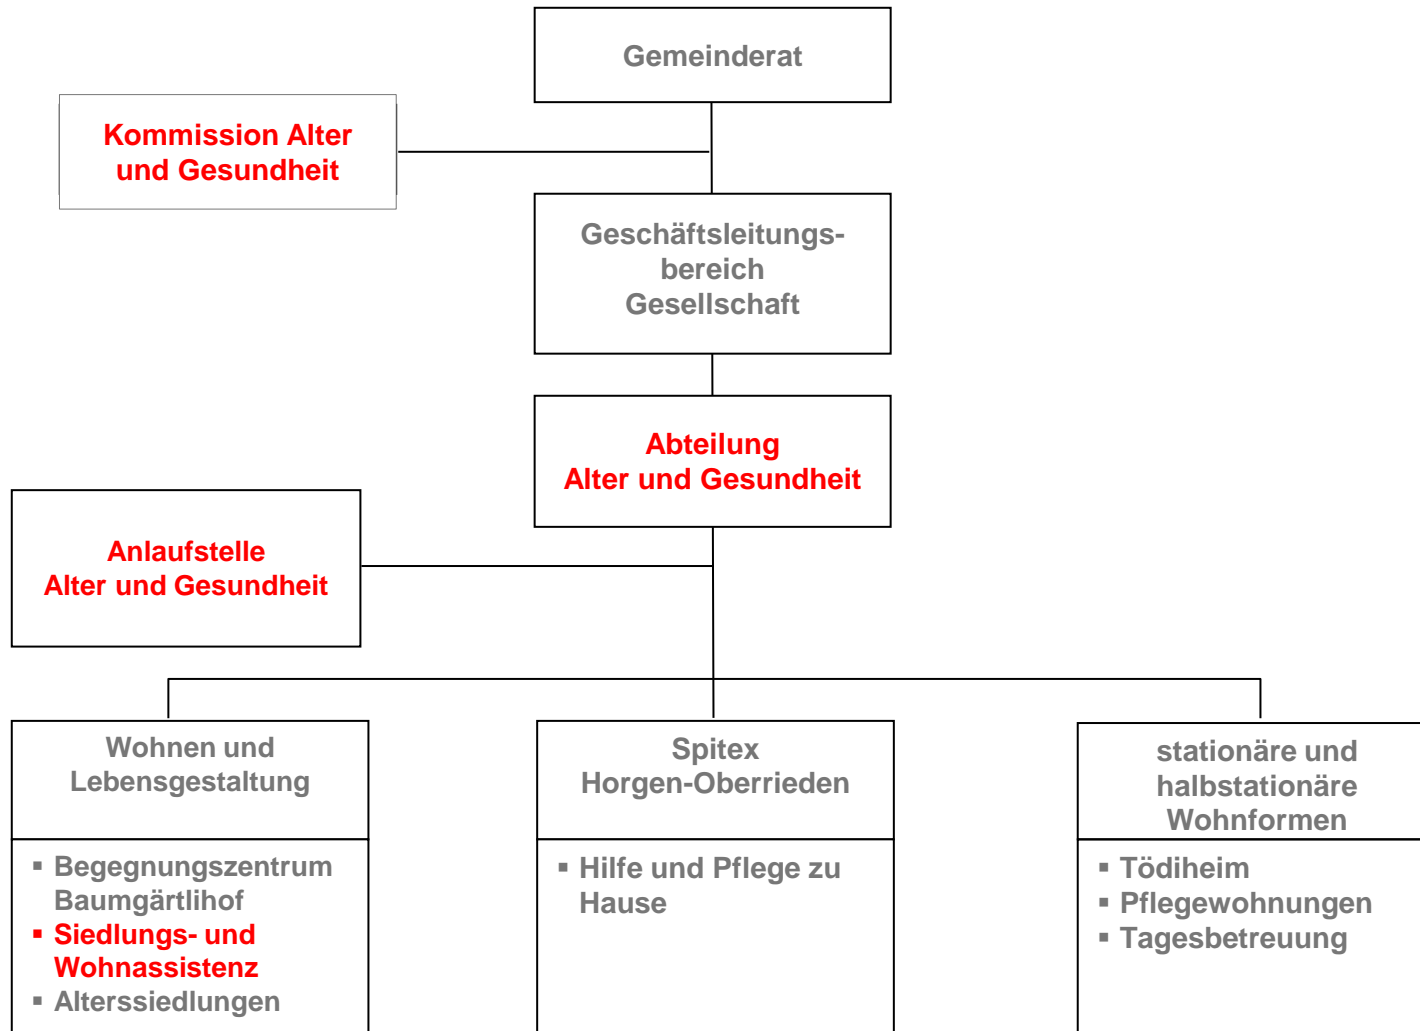 Gemeinderat
Kommission Alter
und Gesundheit
Geschäftsleitungs-
bereich
Gesellschaft
Abteilung
Alter und Gesundheit
Anlaufstelle
Alter und Gesundheit
Wohnen und
Lebensgestaltung
▪ Begegnungszentrum
Baumgärtlihof
▪ Siedlungs- und
Wohnassistenz
▪ Alterssiedlungen
Spitex
Horgen-Oberrieden
▪ Hilfe und Pflege zu
Hause
stationäre und
halbstationäre
Wohnformen
▪ Tödiheim
▪ Pflegewohnungen
▪ Tagesbetreuung